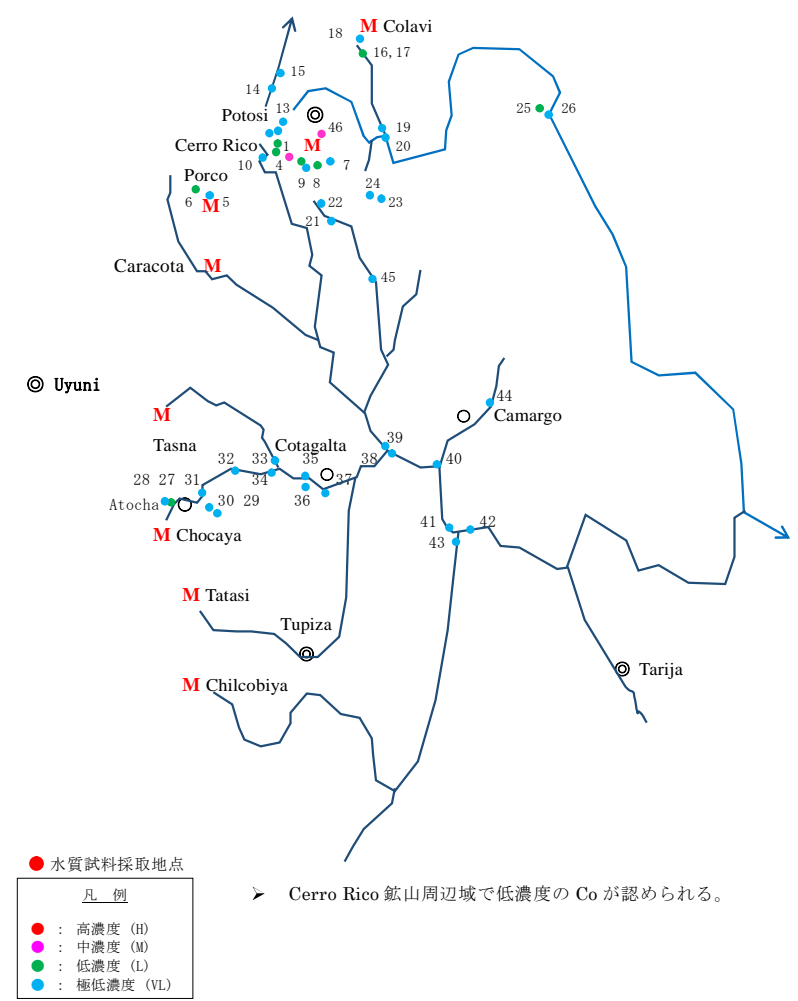 M Colavi
18
16,17
15
14
13
Potosi
25
26
46
19
Cerro Rico
1
M
20
10
4
9
8
7
Porco
24
6
5
22
23
M
21
Caracota
M
45
Uyuni
M
44
Camargo
Tasna
Cotagalta
39
32
33
35
38
40
28
27
31
34
37
Atocha
30
29
36
41
42
M Chocaya
43
M Tatasi
Tupiza
Tarija
M Chilcobiya
水質試料採取地点
凡 例
: 高濃度 (H)
: 中濃度 (M)
: 低濃度 (L)
: 極低濃度 (VL)
➢ Cerro Rico 鉱山周辺域で低濃度の Co が認められる。